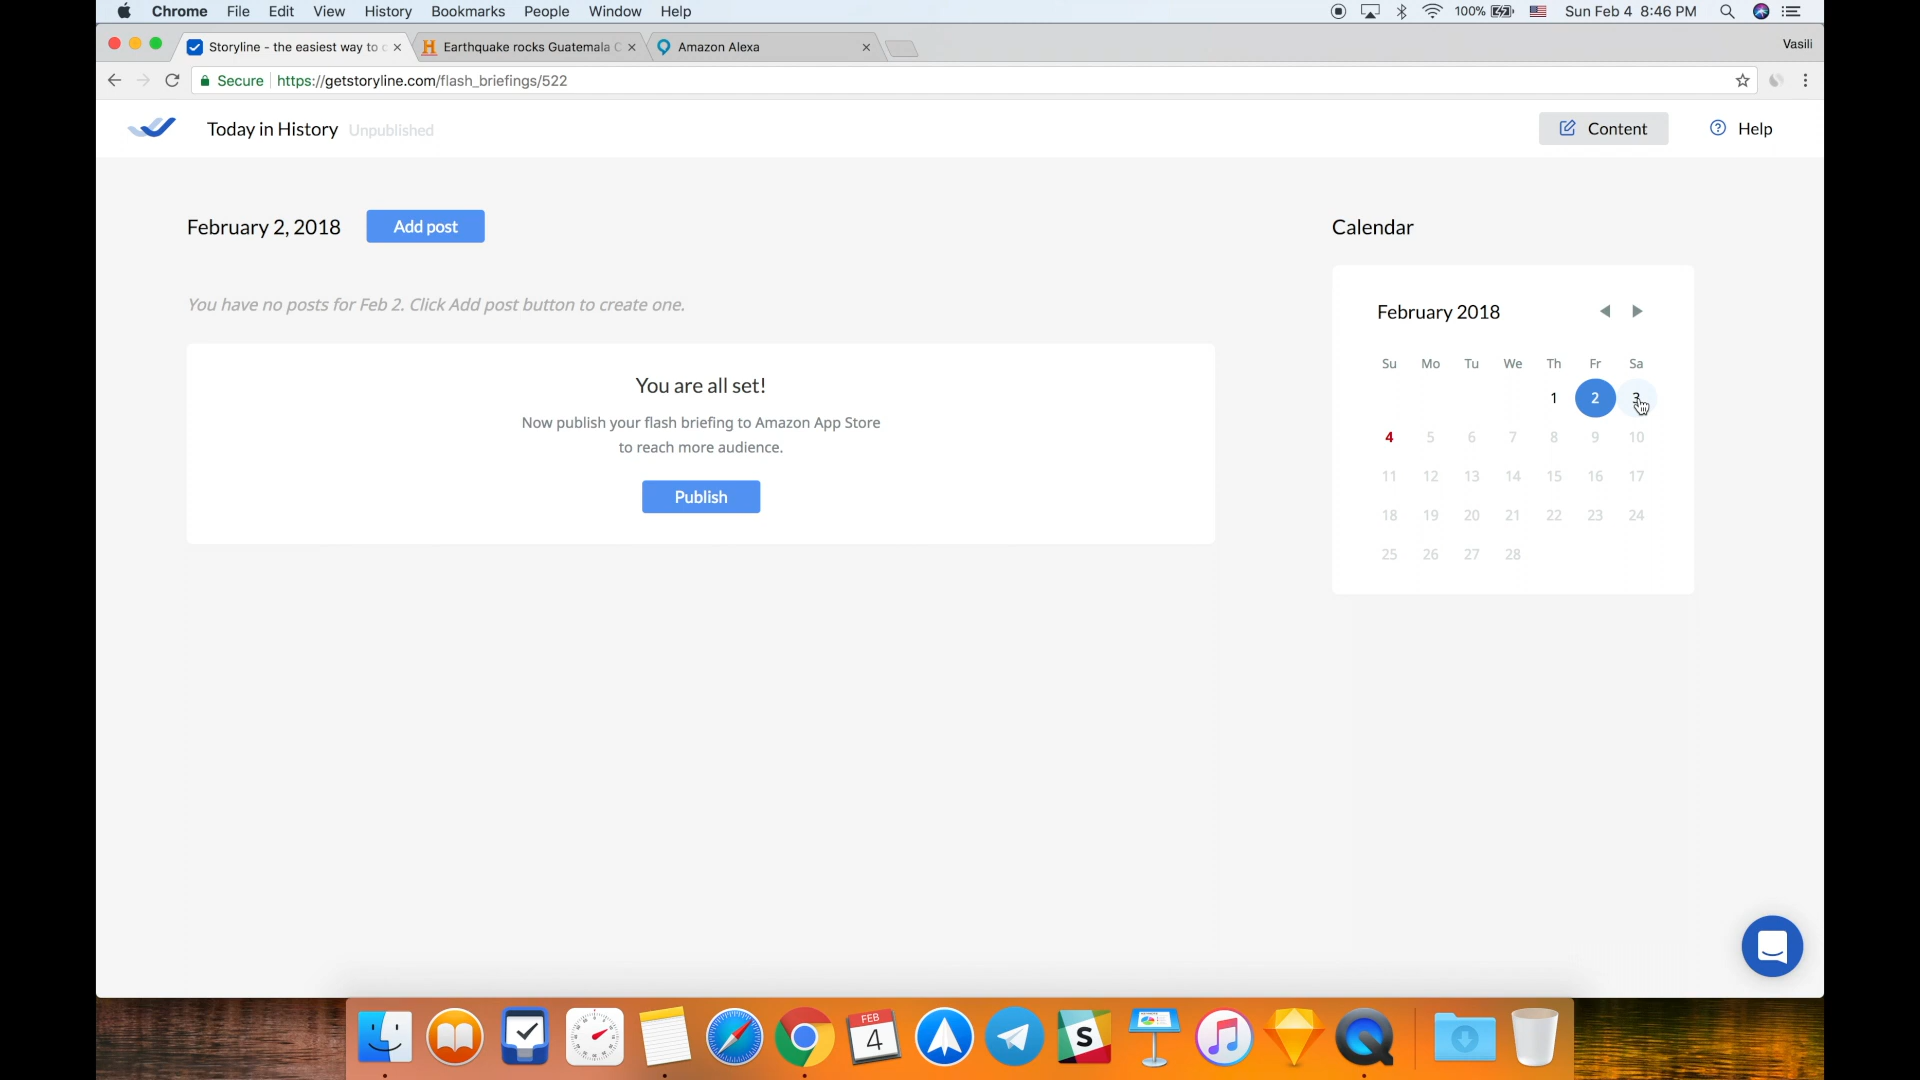 Chrome File Edit View History Bookmarks People Window Help 100% Sun Feb 4 8:46 PM
Storyline - the easiest way to c Earthquake rocks Guatemala C Amazon Alexa Vasili
Secure https://getstoryline.com/flash_briefings/522
Today in History Unpublished Content Help
February 2, 2018 Add post Calendar
You have no posts for Feb 2. Click Add post button to create one.
February 2018
You are all set!
Now publish your flash briefing to Amazon App Store
to reach more audience.
Publish
Su Mo Tu We Th Fr Sa
1 2 3
4 5 6 7 8 9 10
11 12 13 14 15 16 17
18 19 20 21 22 23 24
25 26 27 28
FEB
4
S